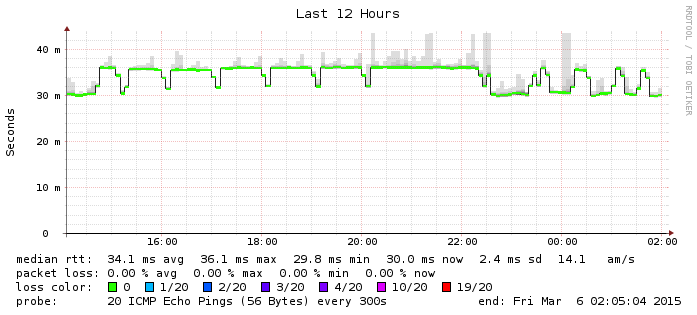 Last 12 Hours
RRDTOOL / TOBI OETIKER
Seconds
40 m
30 m
20 m
10 m
0
16:00 18:00 20:00 22:00 00:00 02:00
median rtt: 34.1 ms avg 36.1 ms max 29.8 ms min 30.0 ms now 2.4 ms sd 14.1 am/s
packet loss: 0.00 % avg 0.00 % max 0.00 % min 0.00 % now
loss color: 0 1/20 2/20 3/20 4/20 10/20 19/20
probe: 20 ICMP Echo Pings (56 Bytes) every 300s end: Fri Mar 6 02:05:04 2015